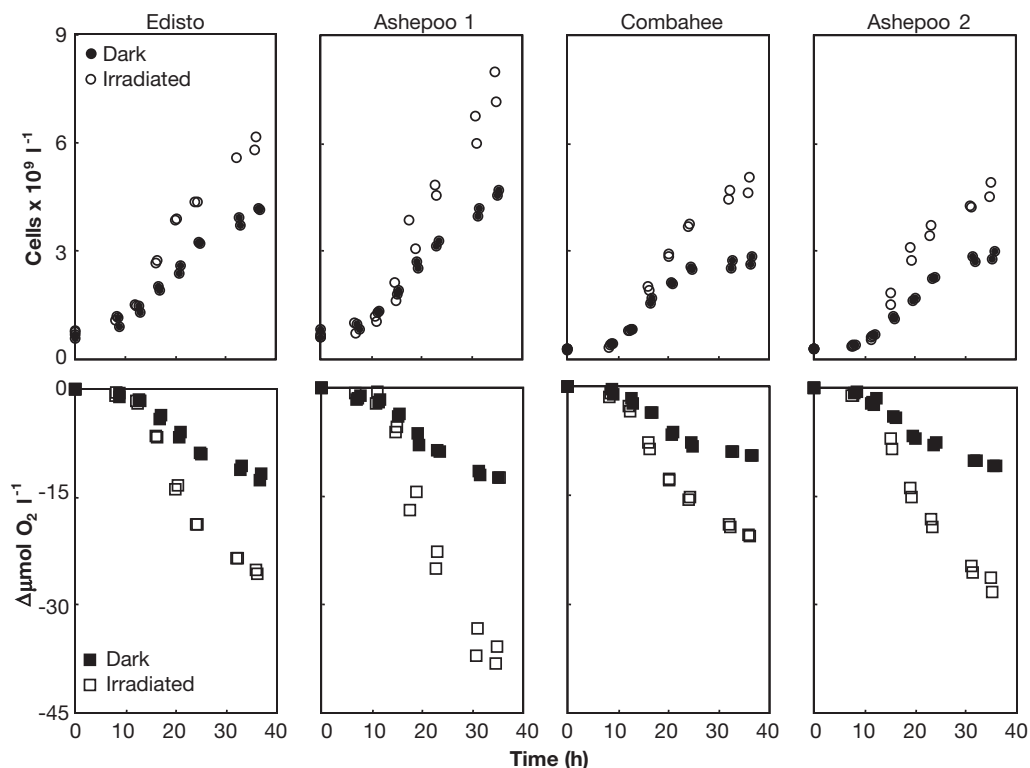 Edisto Ashepoo 1 Combahee Ashepoo 2
9
Dark
Irradiated
6
3
0
Cells x 10⁹ l⁻¹
0
-15
-30
-45
Δµmol O₂ l⁻¹
Dark
Irradiated
0 10 20 30 40 0 10 20 30 40 0 10 20 30 40 0 10 20 30 40
Time (h)